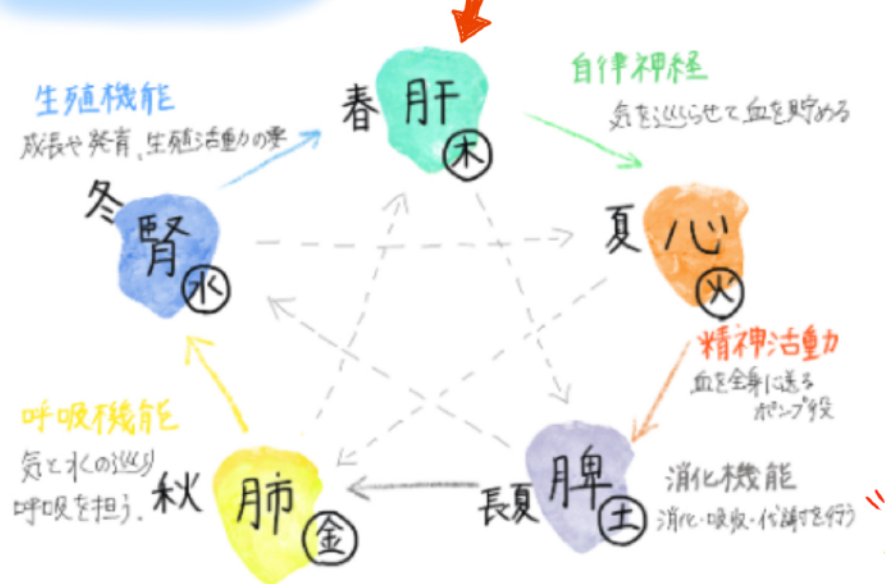 生殖機能
成長や発育、生殖活動の要
春
肝
木
自律神経
気を巡らせて血を貯める
冬
腎
水
夏
心
火
精神活動
血を全身に送る
ポンプ役
呼吸機能
気と水の巡り
呼吸を担う.
秋
肺
金
長夏
脾
土
消化機能
消化・吸収・代謝を行う